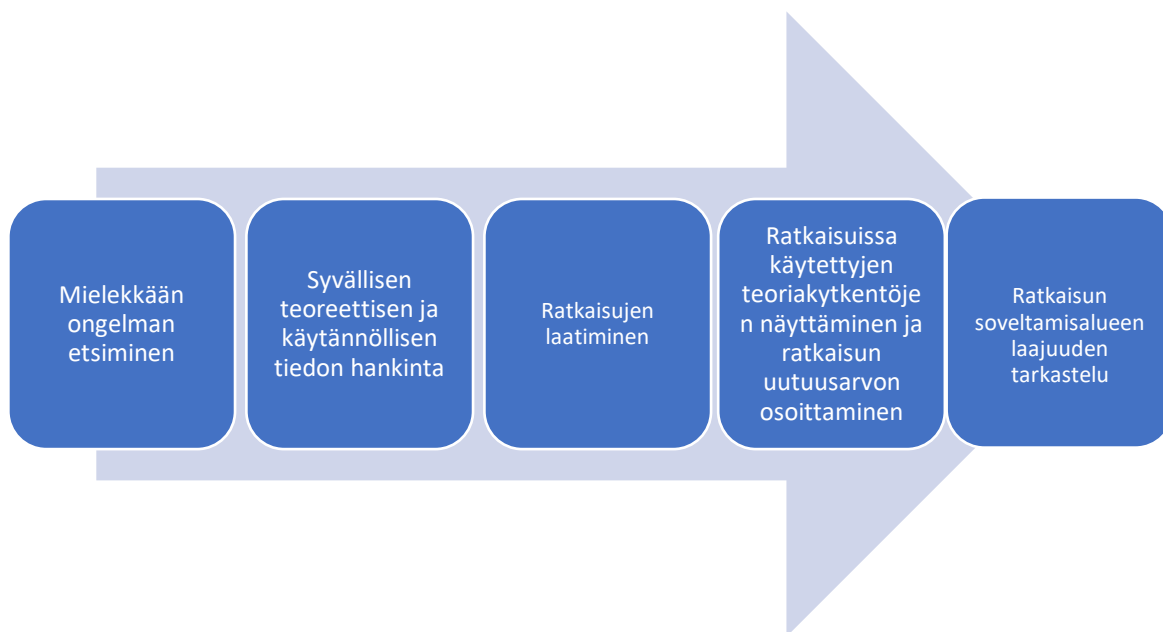 Mielekkään
ongelman
etsiminen
Syvällisen
teoreettisen ja
käytännöllisen
tiedon hankinta
Ratkaisujen
laatiminen
Ratkaisuissa
käytettyjen
teoriakytkentöje
n näyttäminen ja
ratkaisun
uutuusarvon
osoittaminen
Ratkaisun
soveltamisalueen
laajuuden
tarkastelu